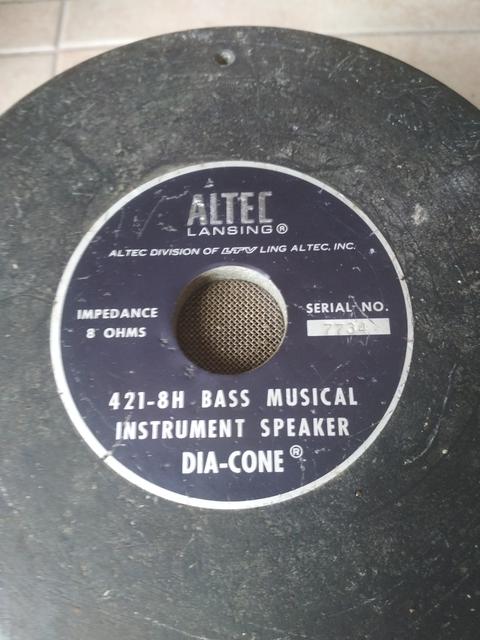 ALTEC
LANSING®
ALTEC DIVISION OF LTV LING ALTEC, INC.
IMPEDANCE
8 OHMS
SERIAL NO.
7734
421-8H BASS MUSICAL
INSTRUMENT SPEAKER
DIA-CONE®